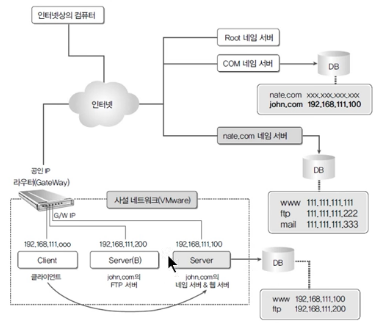 인터넷상의 컴퓨터
Root 네임 서버
COM 네임 서버
DB
nate.com xxx.xxx.xxx.xxx
john.com 192.168.111.100
인터넷
nate.com 네임 서버
DB
공인 IP
라우터(GateWay)
www 111.111.111.111
ftp 111.111.111.222
mail 111.111.111.333
사설 네트워크(VMware)
G/W IP
192.168.111.ooo
192.168.111.200
192.168.111.100
Client
Server(B)
Server
DB
클라이언트
john.com의
FTP 서버
john.com의
네임 서버 & 웹 서버
www 192.168.111.100
ftp 192.168.111.200